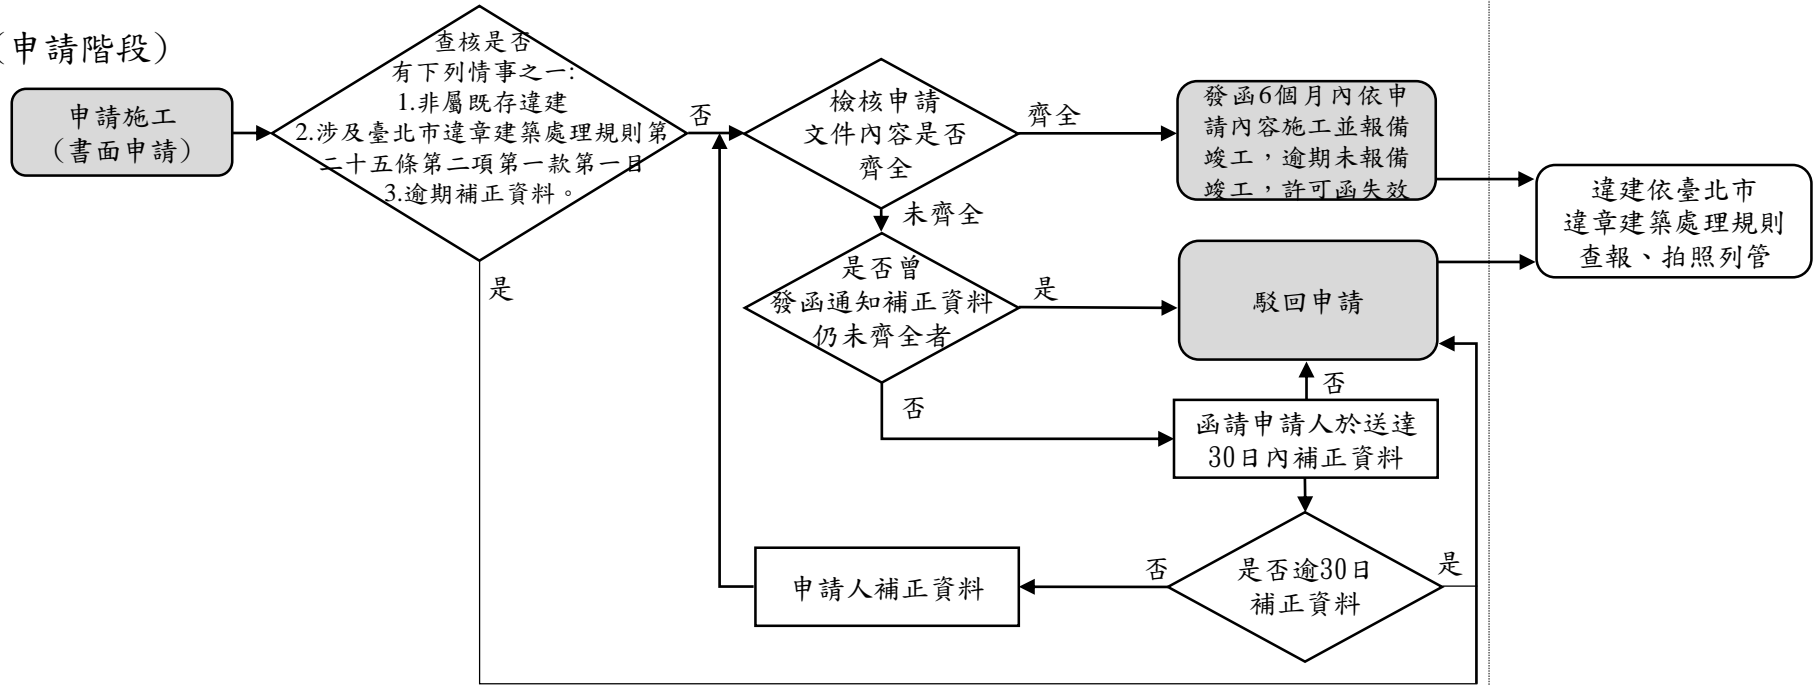 (申請階段)
申請施工
(書面申請)
查核是否
有下列情事之一:
1.非屬既存違建
2.涉及臺北市違章建築處理規則第
二十五條第二項第一款第一目
3.逾期補正資料。
否
是
檢核申請
文件內容是否
齊全
齊全
未齊全
發函6個月內依申
請內容施工並報備
竣工，逾期未報備
竣工，許可函失效
違建依臺北市
違章建築處理規則
查報、拍照列管
是否曾
發函通知補正資料
仍未齊全者
是
否
駁回申請
否
函請申請人於送達
30日內補正資料
是否逾30日
補正資料
否
是
申請人補正資料